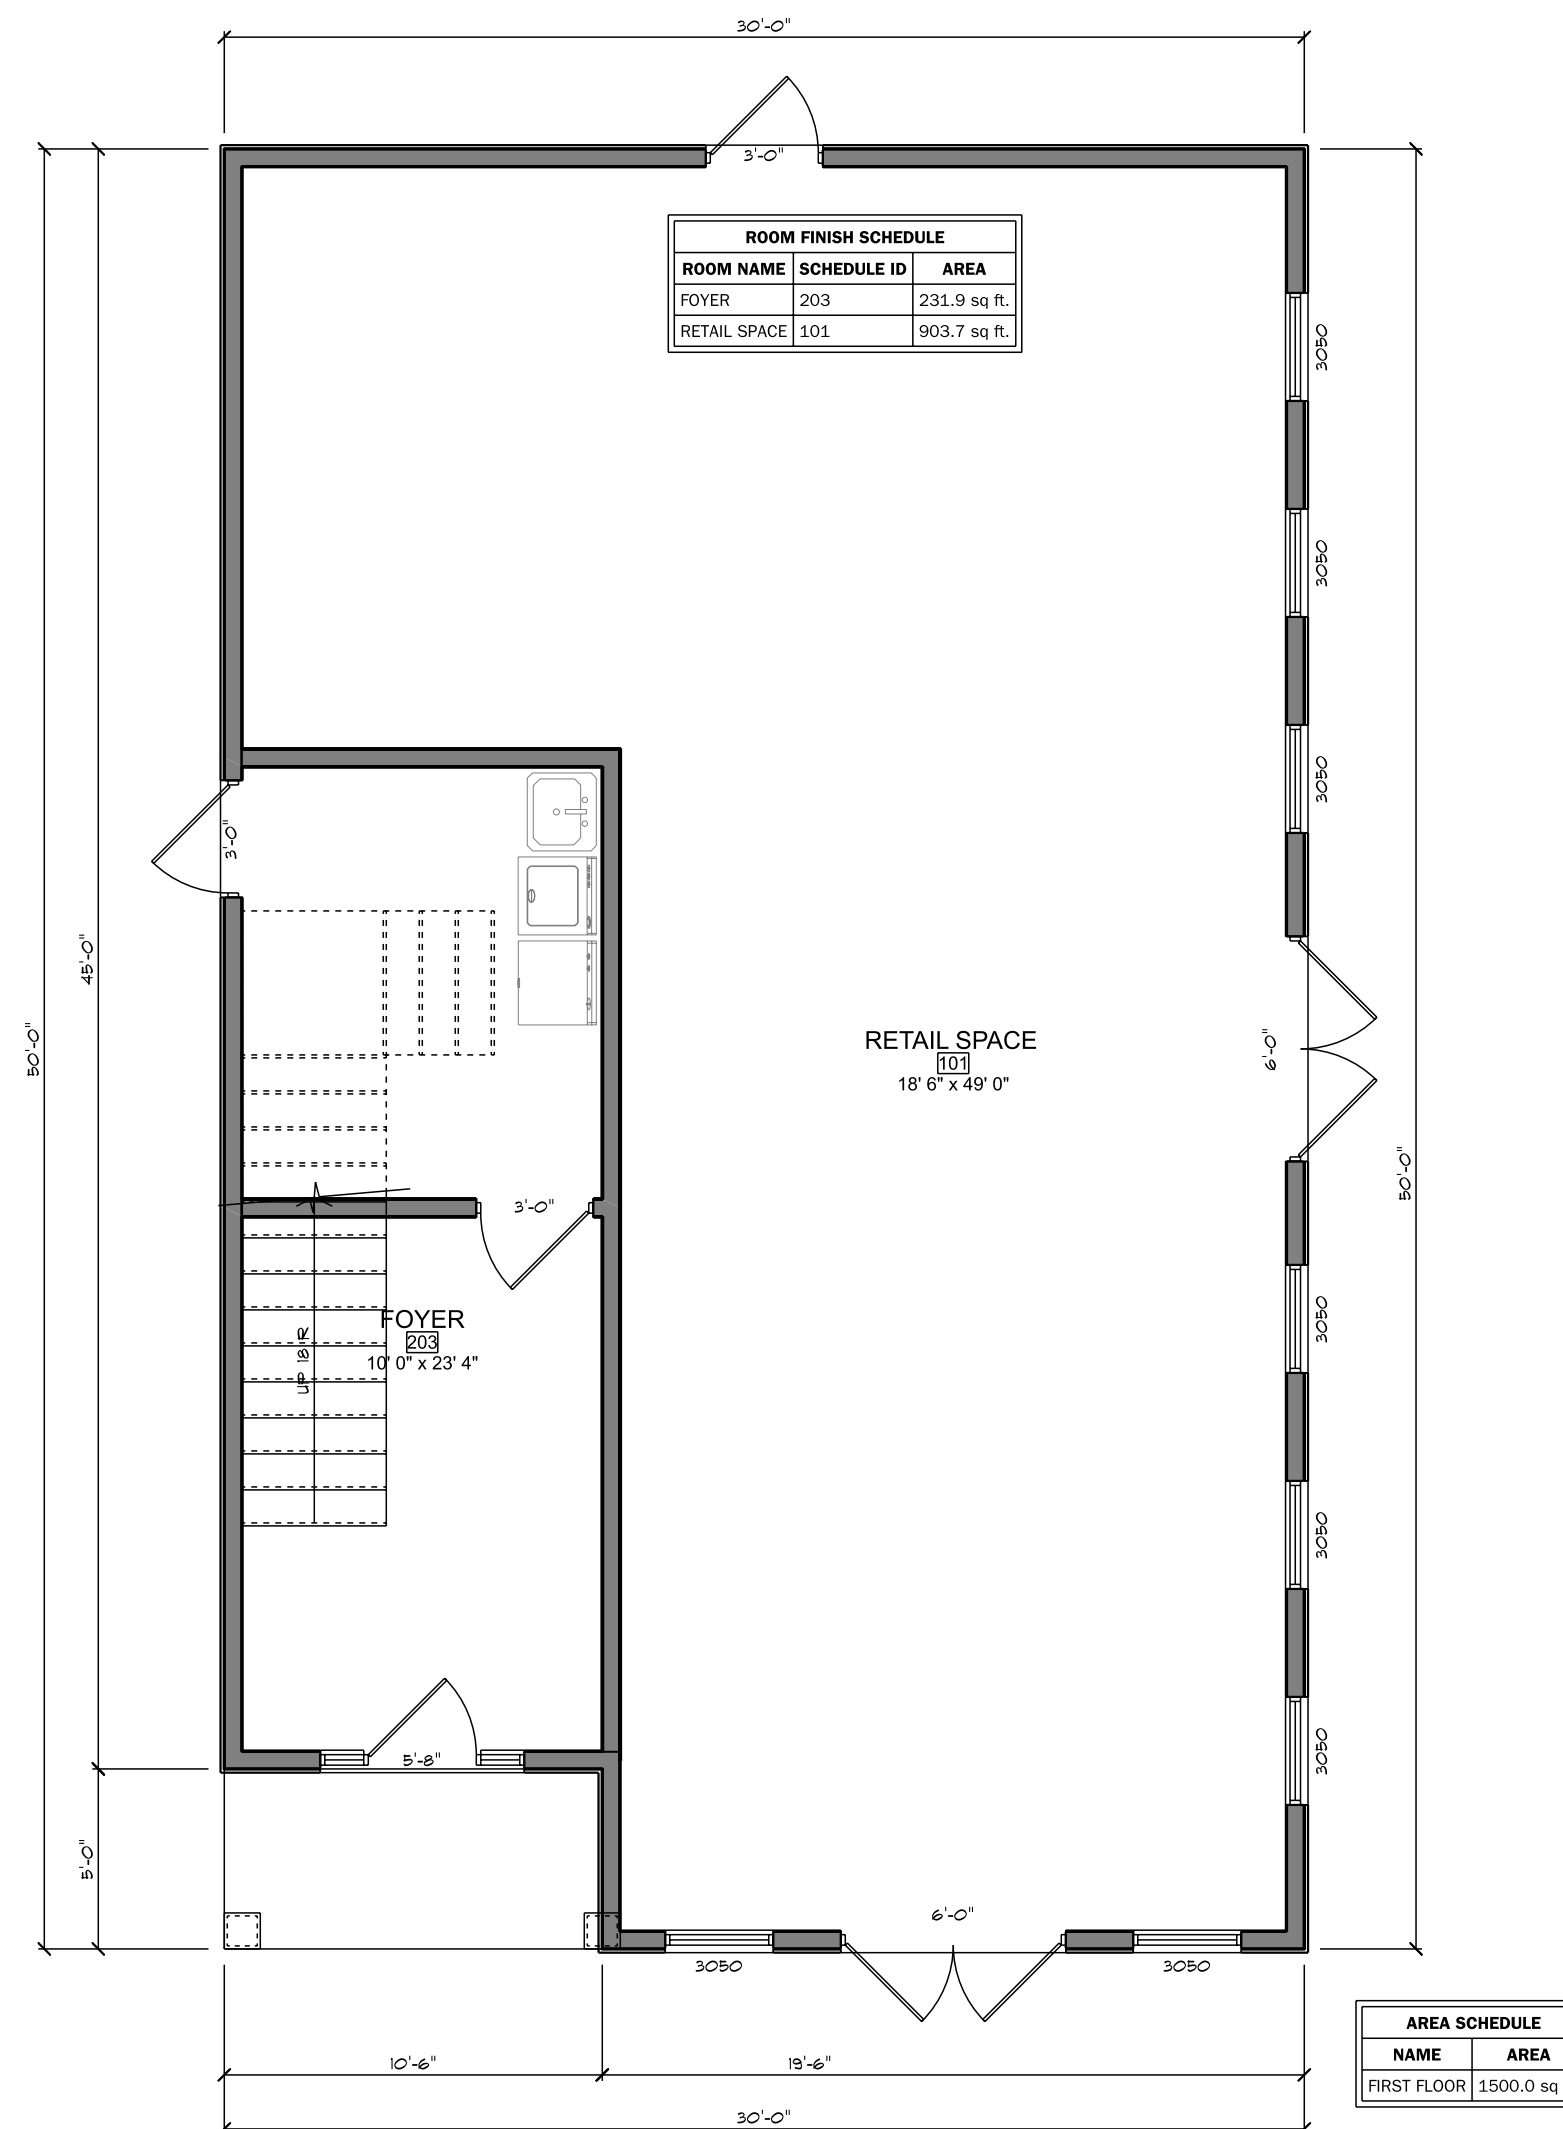 30'-0"
3'-0"
ROOM FINISH SCHEDULE
ROOM NAME SCHEDULE ID AREA
FOYER 203 231.9 sq ft.
RETAIL SPACE 101 903.7 sq ft.
3050
3050
3050
3'-0"
45'-0"
50'-0"
RETAIL SPACE
101
18' 6" x 49' 0"
6'-0"
50'-0"
3'-0"
FOYER
203
10' 0" x 23' 4"
UP 18 R
3050
3050
3050
5'-8"
5'-0"
6'-0"
3050
3050
AREA SCHEDULE
NAME AREA
FIRST FLOOR 1500.0 sq
10'-6"
19'-6"
30'-0"